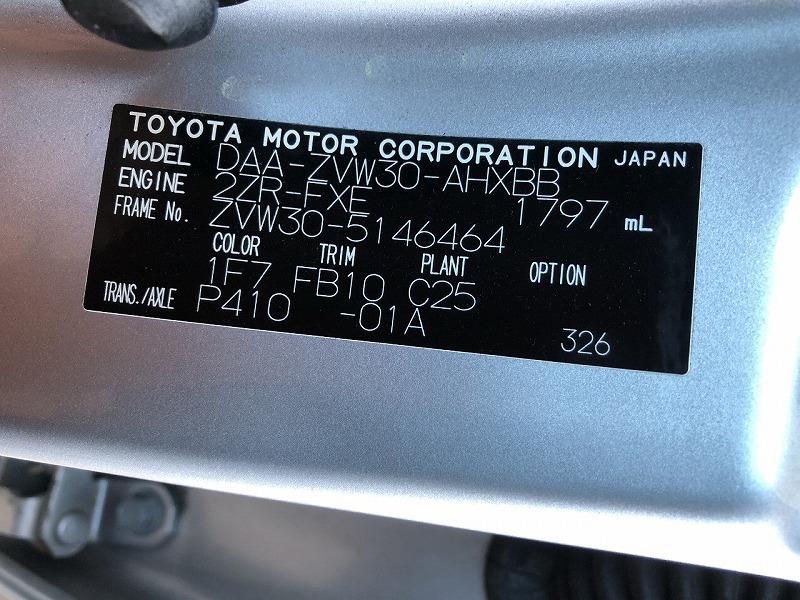 TOYOTA MOTOR CORPORATION JAPAN
MODEL DAA-ZVW30-AHXBB
ENGINE 2ZR-FXE 1797 mL
FRAME No. ZVW30-5146464
COLOR TRIM PLANT OPTION
1F7 FB10 C25
TRANS./AXLE P410 -01A
326